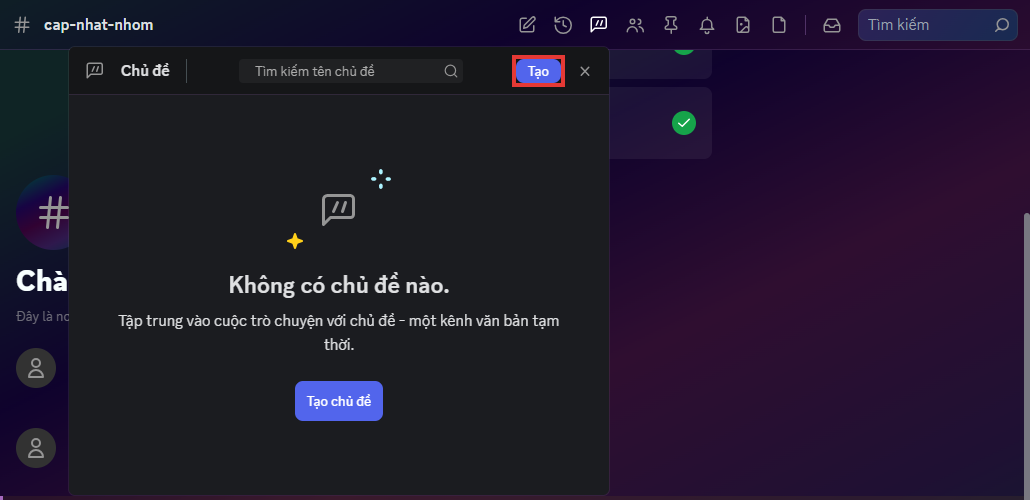 cap-nhat-nhom
Tìm kiếm
Chủ đề
Tìm kiếm tên chủ đề
Tạo
Không có chủ đề nào.
Tập trung vào cuộc trò chuyện với chủ đề - một kênh văn bản tạm
thời.
Tạo chủ đề
Chà
Đây là